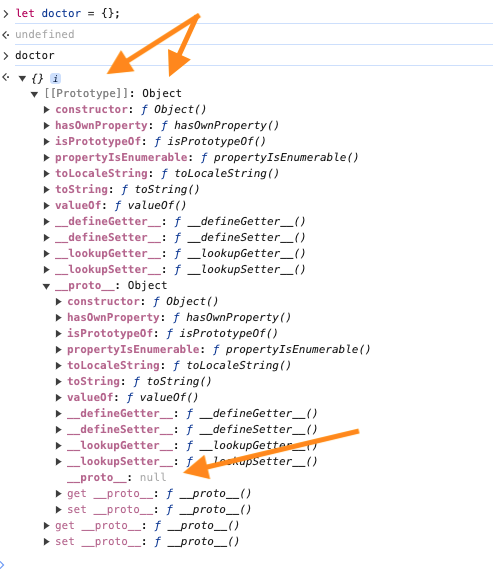 let doctor = {};
undefined
doctor
{} i
[[Prototype]]: Object
constructor: ƒ Object()
hasOwnProperty: ƒ hasOwnProperty()
isPrototypeOf: ƒ isPrototypeOf()
propertyIsEnumerable: ƒ propertyIsEnumerable()
toLocaleString: ƒ toLocaleString()
toString: ƒ toString()
valueOf: ƒ valueOf()
__defineGetter__: ƒ __defineGetter__()
__defineSetter__: ƒ __defineSetter__()
__lookupGetter__: ƒ __lookupGetter__()
__lookupSetter__: ƒ __lookupSetter__()
__proto__: Object
constructor: ƒ Object()
hasOwnProperty: ƒ hasOwnProperty()
isPrototypeOf: ƒ isPrototypeOf()
propertyIsEnumerable: ƒ propertyIsEnumerable()
toLocaleString: ƒ toLocaleString()
toString: ƒ toString()
valueOf: ƒ valueOf()
__defineGetter__: ƒ __defineGetter__()
__defineSetter__: ƒ __defineSetter__()
__lookupGetter__: ƒ __lookupGetter__()
__lookupSetter__: ƒ __lookupSetter__()
__proto__: null
get __proto__: ƒ __proto__()
set __proto__: ƒ __proto__()
get __proto__: ƒ __proto__()
set __proto__: ƒ __proto__()